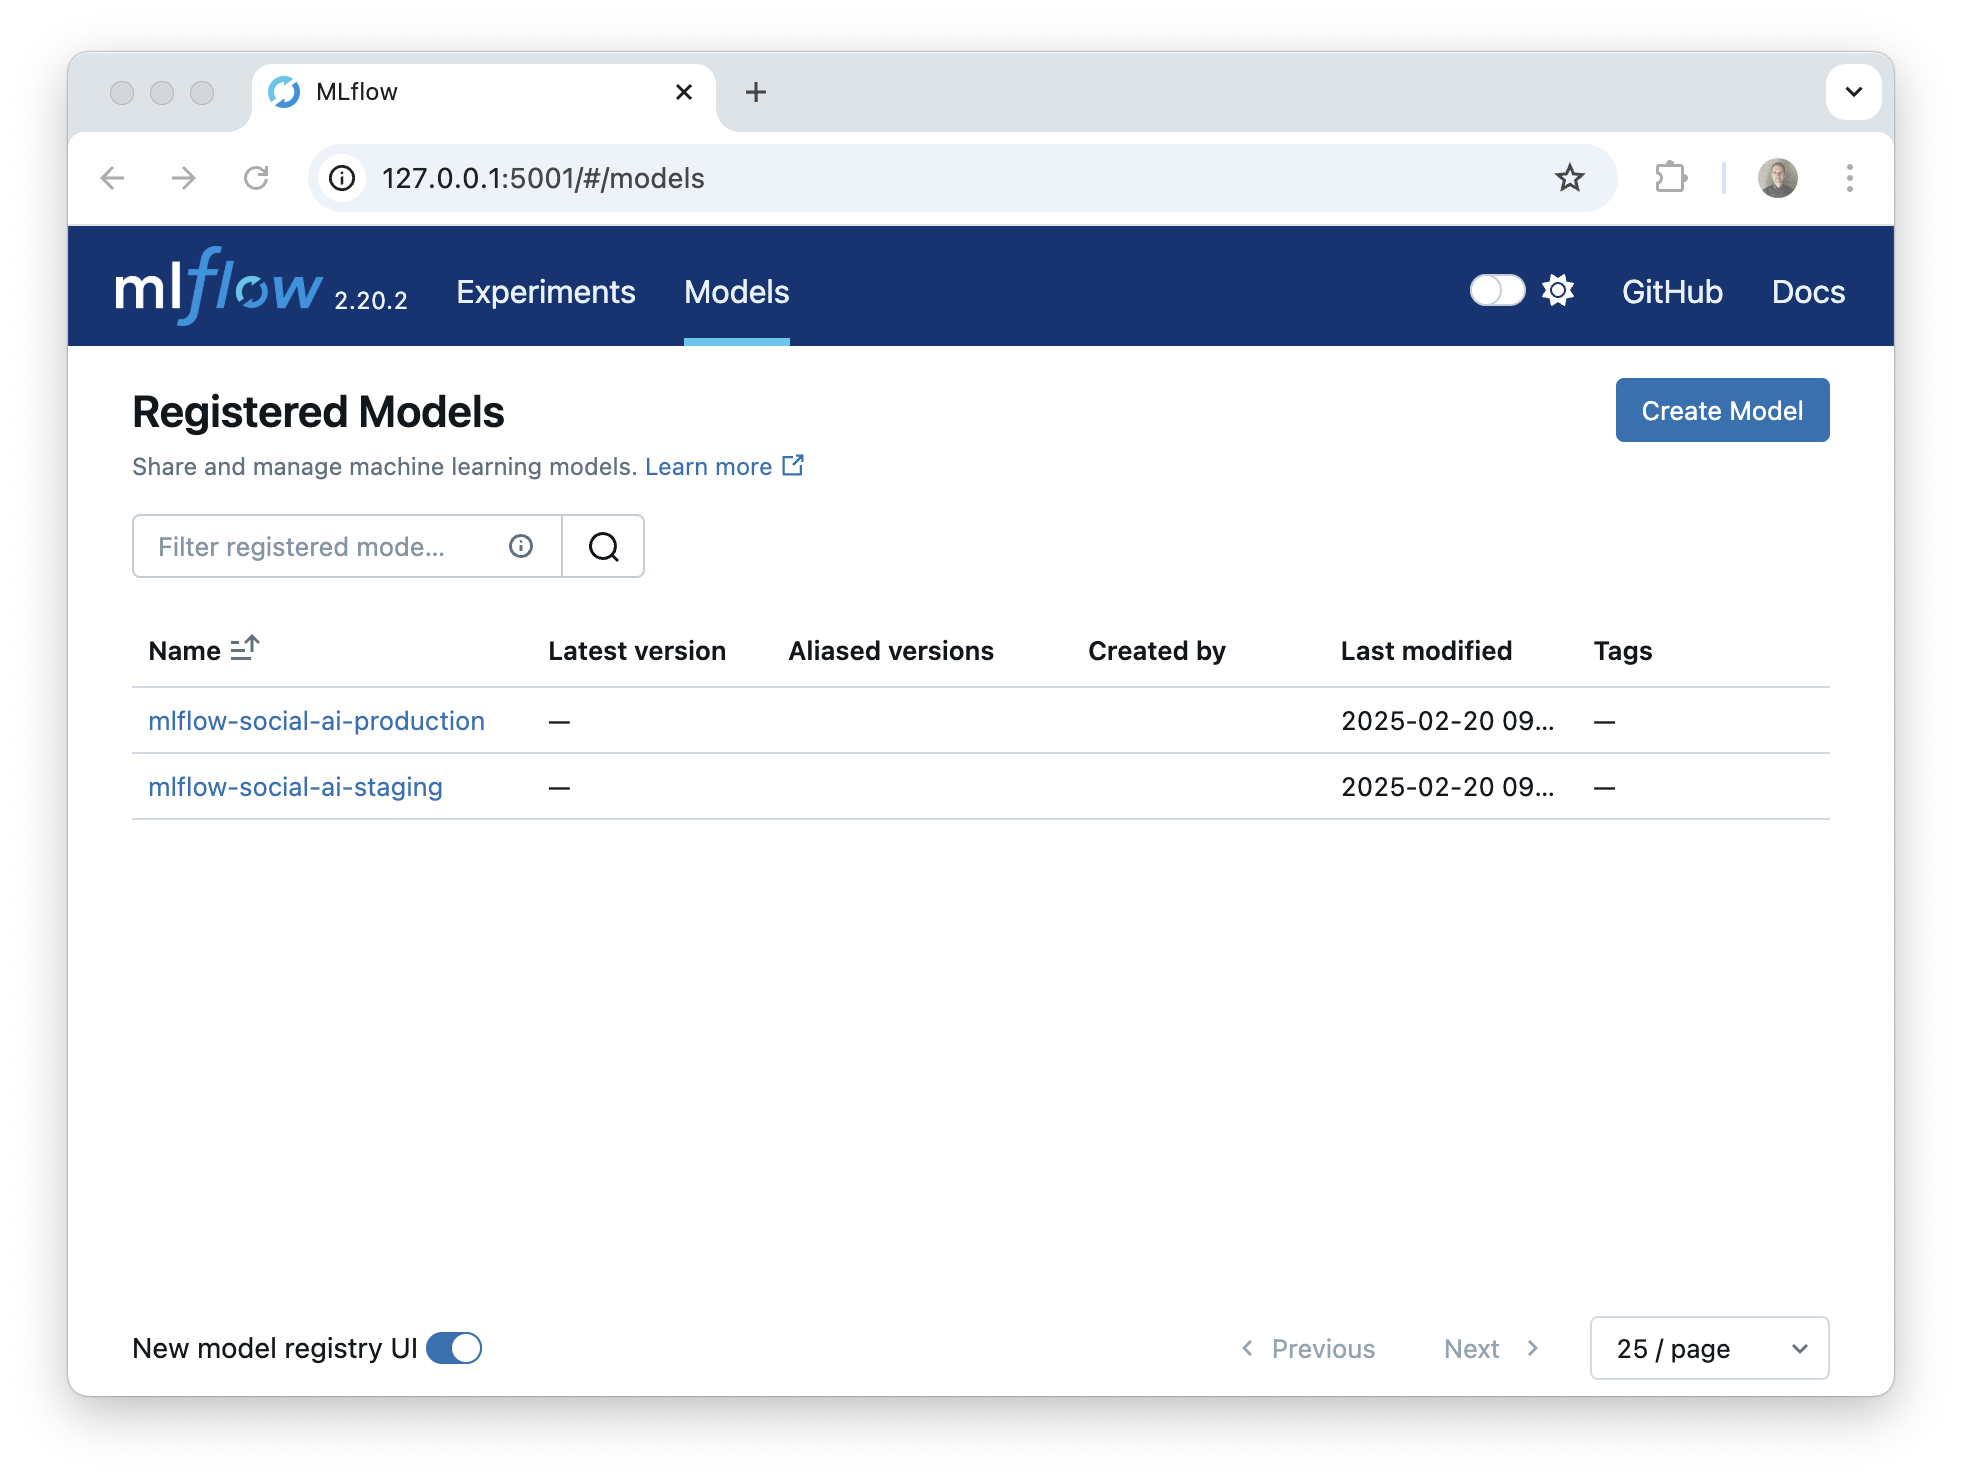 MLflow
127.0.0.1:5001/#/models
mlflow 2.20.2 Experiments Models GitHub Docs
Registered Models Create Model
Share and manage machine learning models. Learn more
Filter registered mode...
Name Latest version Aliased versions Created by Last modified Tags
mlflow-social-ai-production — 2025-02-20 09... —
mlflow-social-ai-staging — 2025-02-20 09... —
New model registry UI Previous Next 25 / page